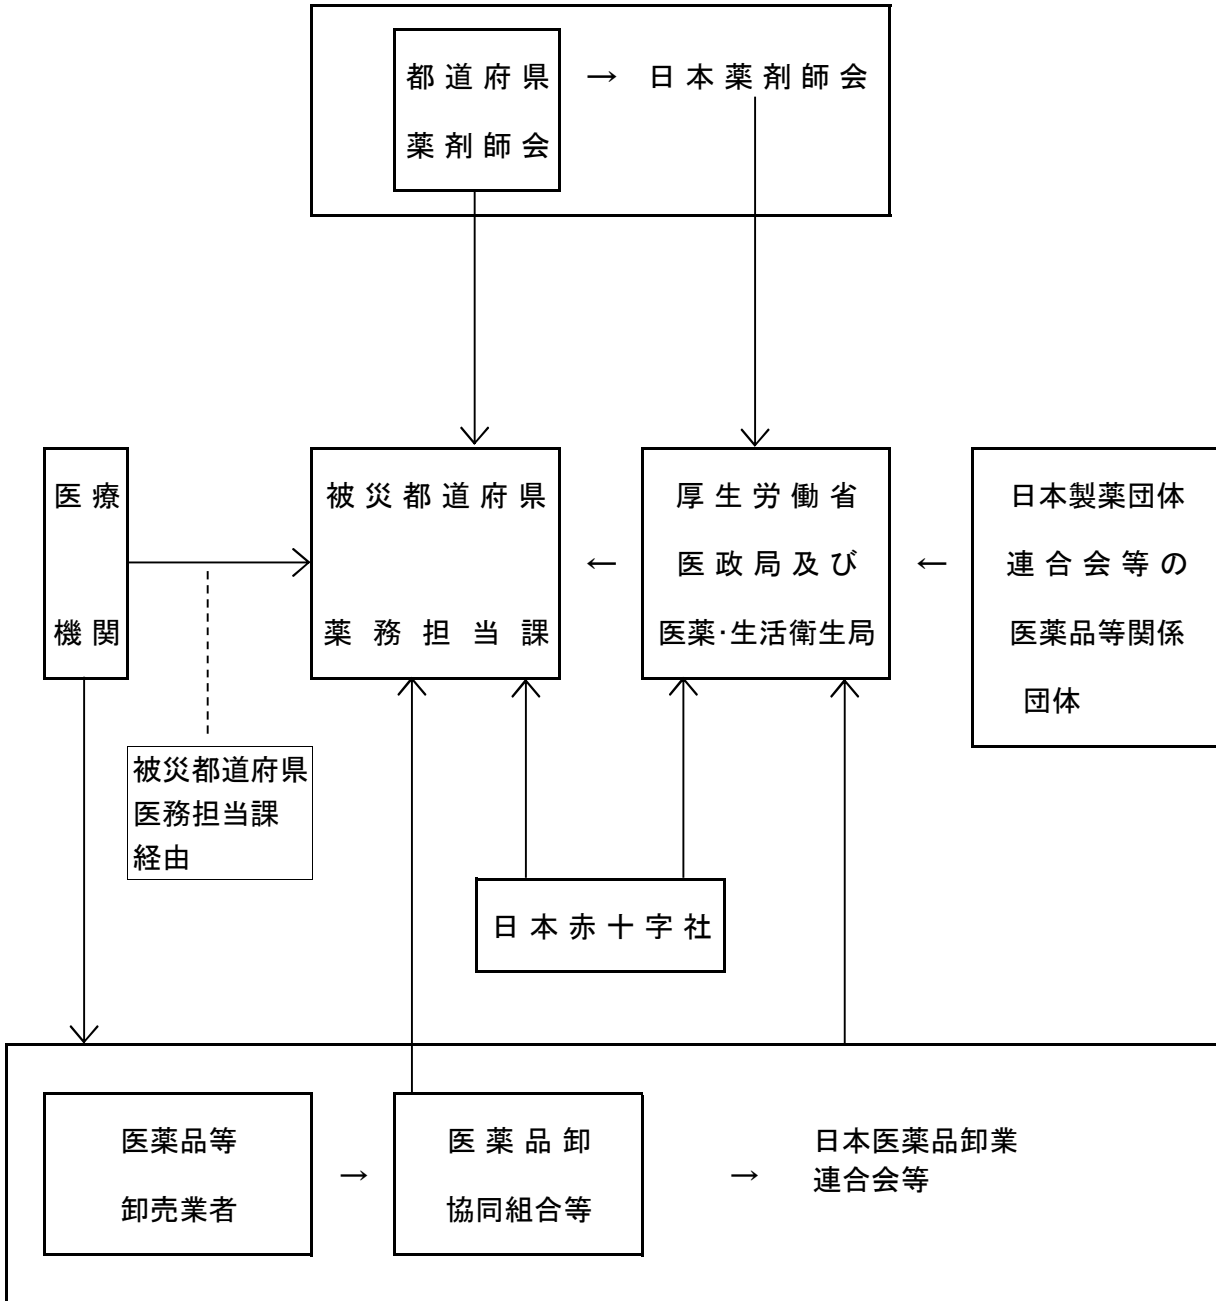 都道府県 → 日本薬剤師会
薬剤師会
医療
機関
被災都道府県
薬務担当課
←
厚生労働省
医政局及び
医薬・生活衛生局
←
日本製薬団体
連合会等の
医薬品等関係
団体
被災都道府県
医務担当課
経由
日本赤十字社
医薬品等
卸売業者
→
医薬品卸
協同組合等
→
日本医薬品卸業
連合会等